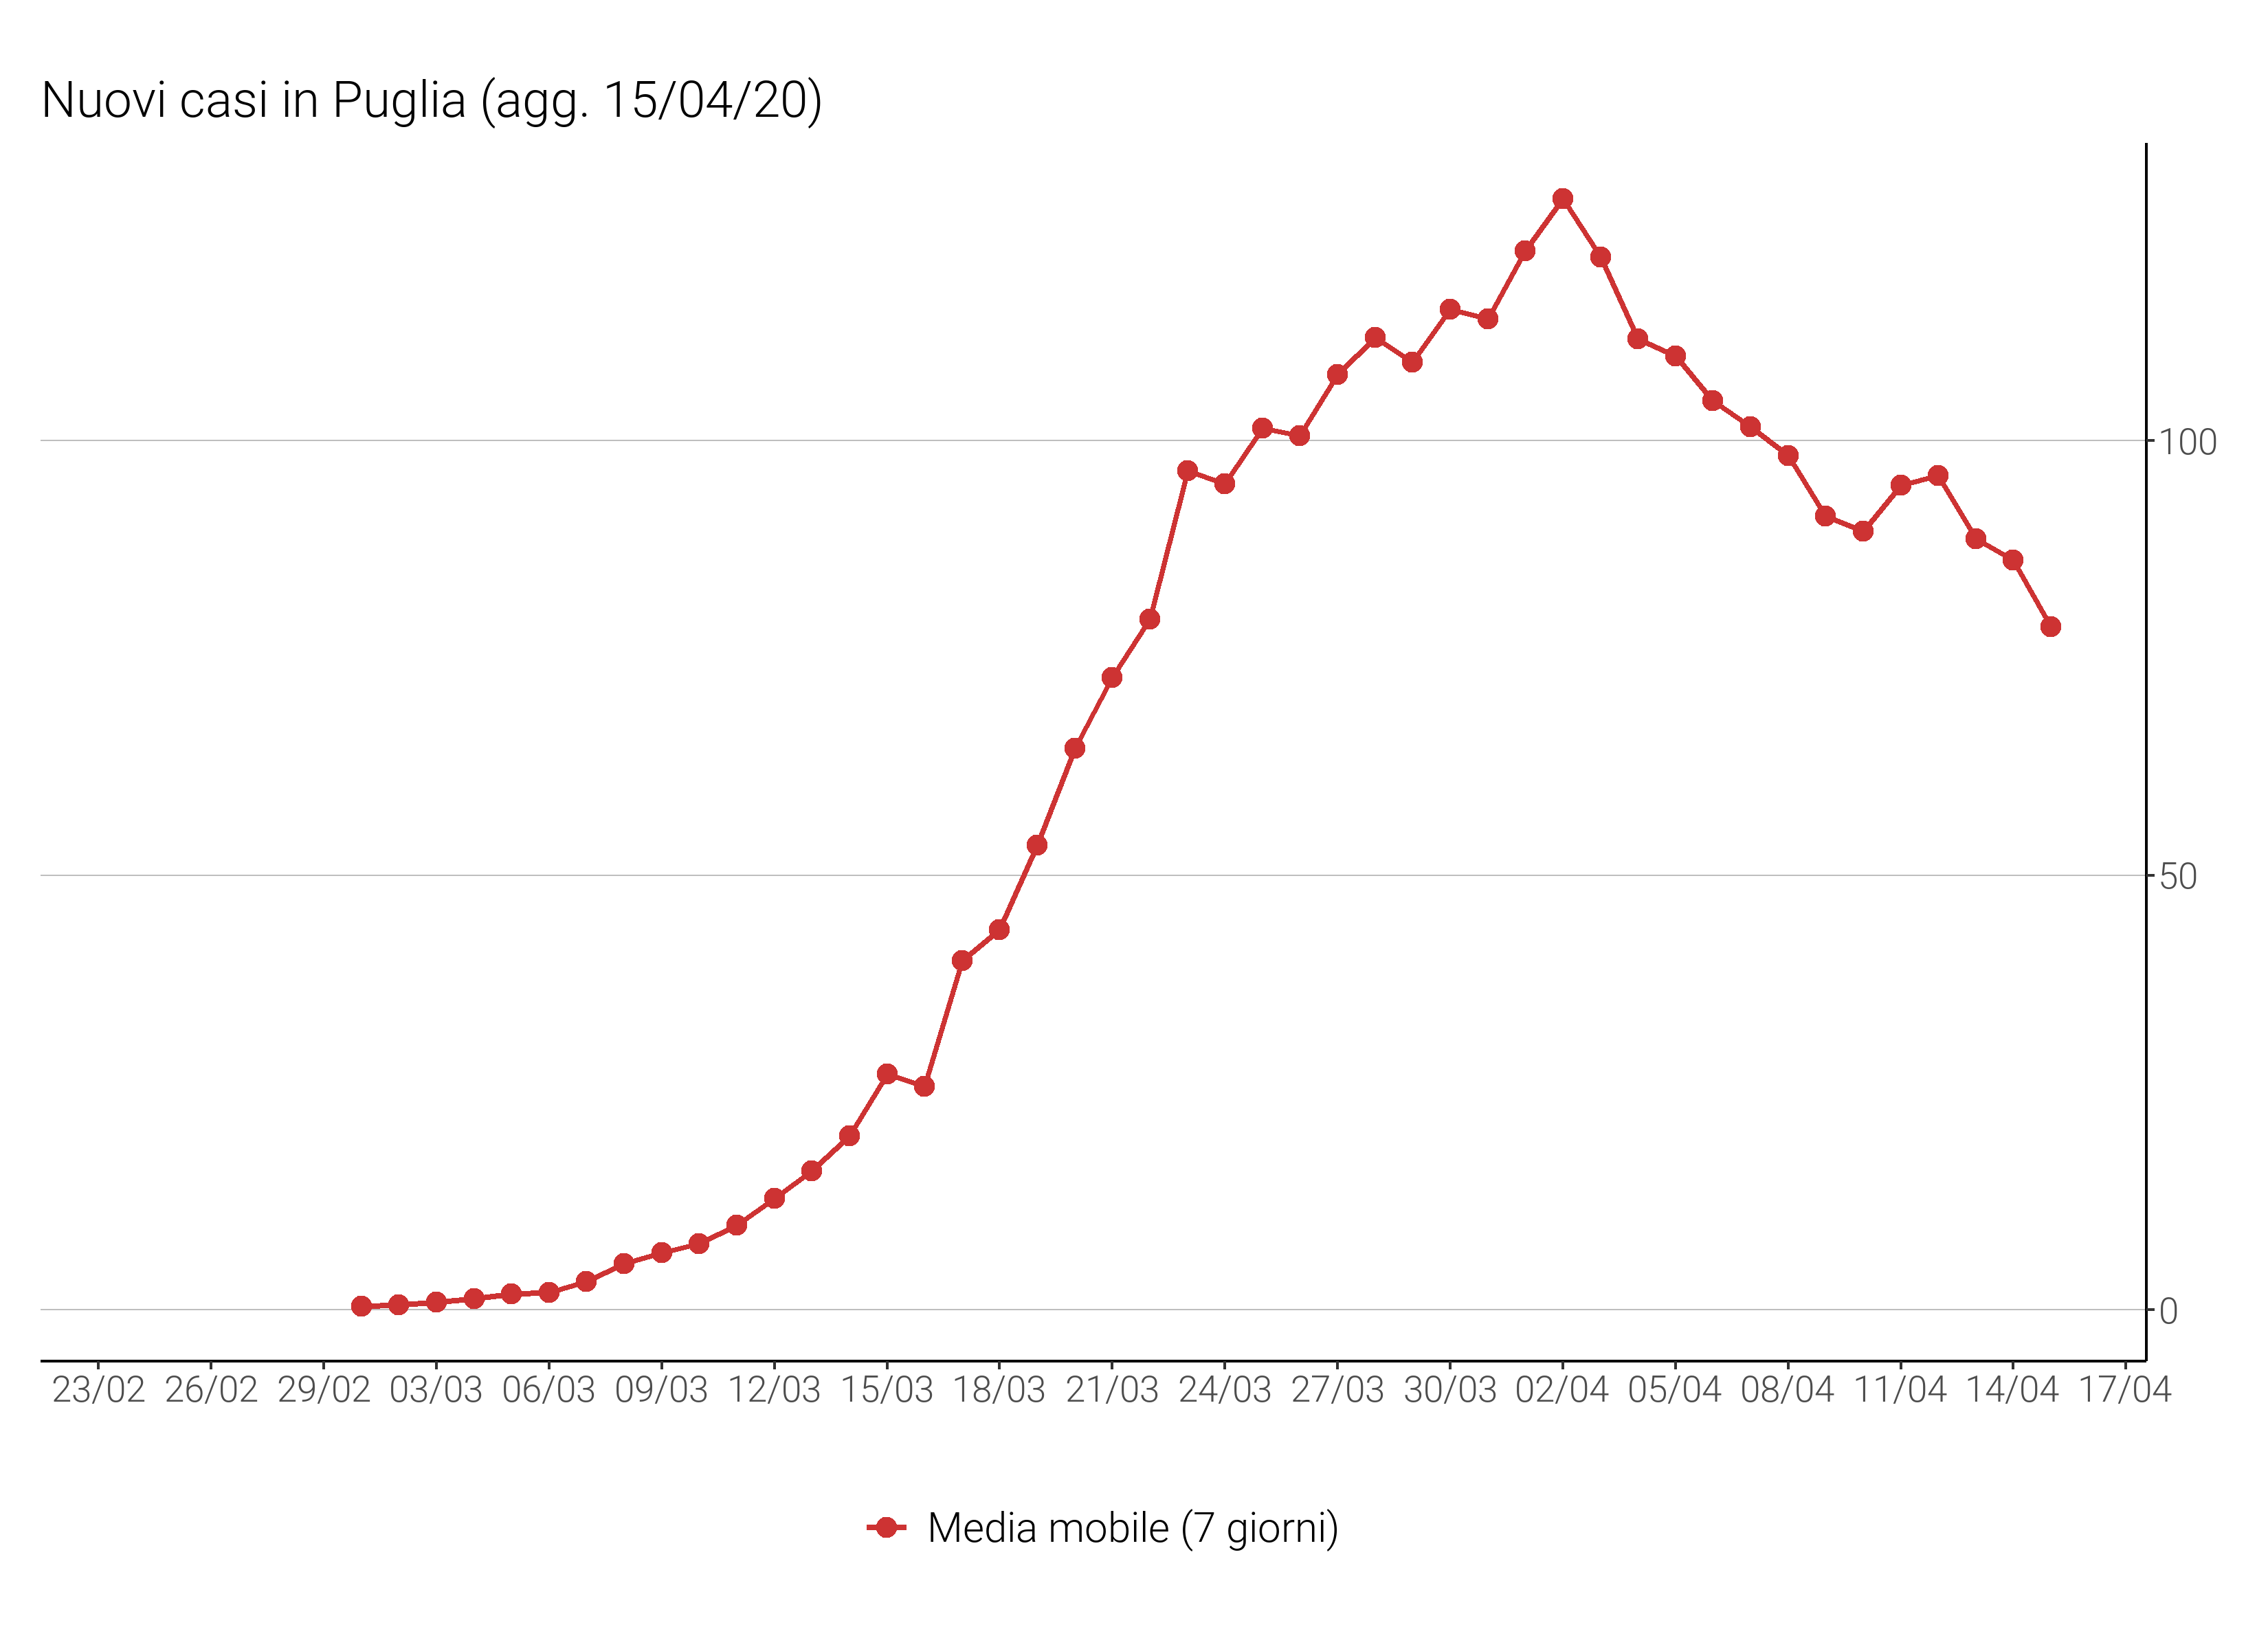 Nuovi casi in Puglia (agg. 15/04/20)
100
50
0
23/02 26/02 29/02 03/03 06/03 09/03 12/03 15/03 18/03 21/03 24/03 27/03 30/03 02/04 05/04 08/04 11/04 14/04 17/04
Media mobile (7 giorni)